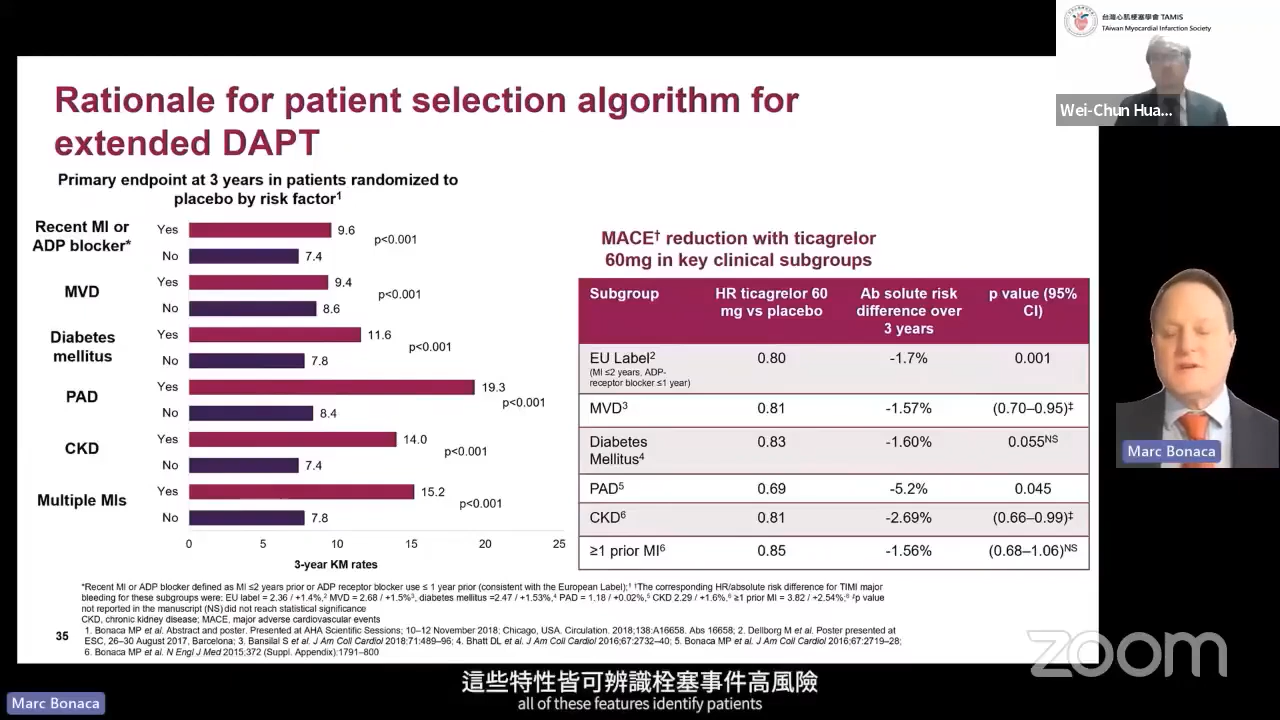 台灣心肌梗塞學會 TAMIS
TAiwan Myocardial Infarction Society
Wei-Chun Hua...
Rationale for patient selection algorithm for
extended DAPT
Primary endpoint at 3 years in patients randomized to
placebo by risk factor1
Recent MI or
ADP blocker*
Yes 9.6
No 7.4
p<0.001
MVD
Yes 9.4
No 8.6
p<0.001
Diabetes
mellitus
Yes 11.6
No 7.8
p<0.001
PAD
Yes 19.3
No 8.4
p<0.001
CKD
Yes 14.0
No 7.4
p<0.001
Multiple MIs
Yes 15.2
No 7.8
p<0.001
0 5 10 15 20 25
3-year KM rates
MACE† reduction with ticagrelor
60mg in key clinical subgroups
Subgroup
HR ticagrelor 60
mg vs placebo
Ab solute risk
difference over
3 years
p value (95%
CI)
EU Label2
(MI ≤2 years, ADP-
receptor blocker ≤1 year)
0.80 -1.7% 0.001
MVD3 0.81 -1.57% (0.70–0.95)‡
Diabetes
Mellitus4
0.83 -1.60% 0.055NS
PAD5 0.69 -5.2% 0.045
CKD6 0.81 -2.69% (0.66–0.99)‡
≥1 prior MI6 0.85 -1.56% (0.68–1.06)NS
*Recent MI or ADP blocker defined as MI ≤2 years prior or ADP receptor blocker use ≤ 1 year prior (consistent with the European Label);1 †The corresponding HR/absolute risk difference for TIMI major
bleeding for these subgroups were: EU label = 2.36 / +1.4%,2 MVD = 2.68 / +1.5%3, diabetes mellitus =2.47 / +1.53%,4 PAD = 1.18 / +0.02%,5 CKD 2.29 / +1.6%,6 ≥1 prior MI = 3.82 / +2.54%;6 ‡p value
not reported in the manuscript (NS) did not reach statistical significance
CKD, chronic kidney disease; MACE, major adverse cardiovascular events
1. Bonaca MP et al. Abstract and poster. Presented at AHA Scientific Sessions; 10–12 November 2018; Chicago, USA. Circulation. 2018;138:A16658. Abs 16658; 2. Dellborg M et al. Poster presented at
ESC, 26–30 August 2017, Barcelona; 3. Bansilal S et al. J Am Coll Cardiol 2018:71:489–96; 4. Bhatt DL et al. J Am Coll Cardiol 2016;67:2732–40; 5. Bonaca MP et al. J Am Coll Cardiol 2016:67:2719–28;
6. Bonaca MP et al. N Engl J Med 2015;372 (Suppl. Appendix):1791–800
35
Marc Bonaca
zoom
這些特性皆可辨識栓塞事件高風險
all of these features identify patients
Marc Bonaca